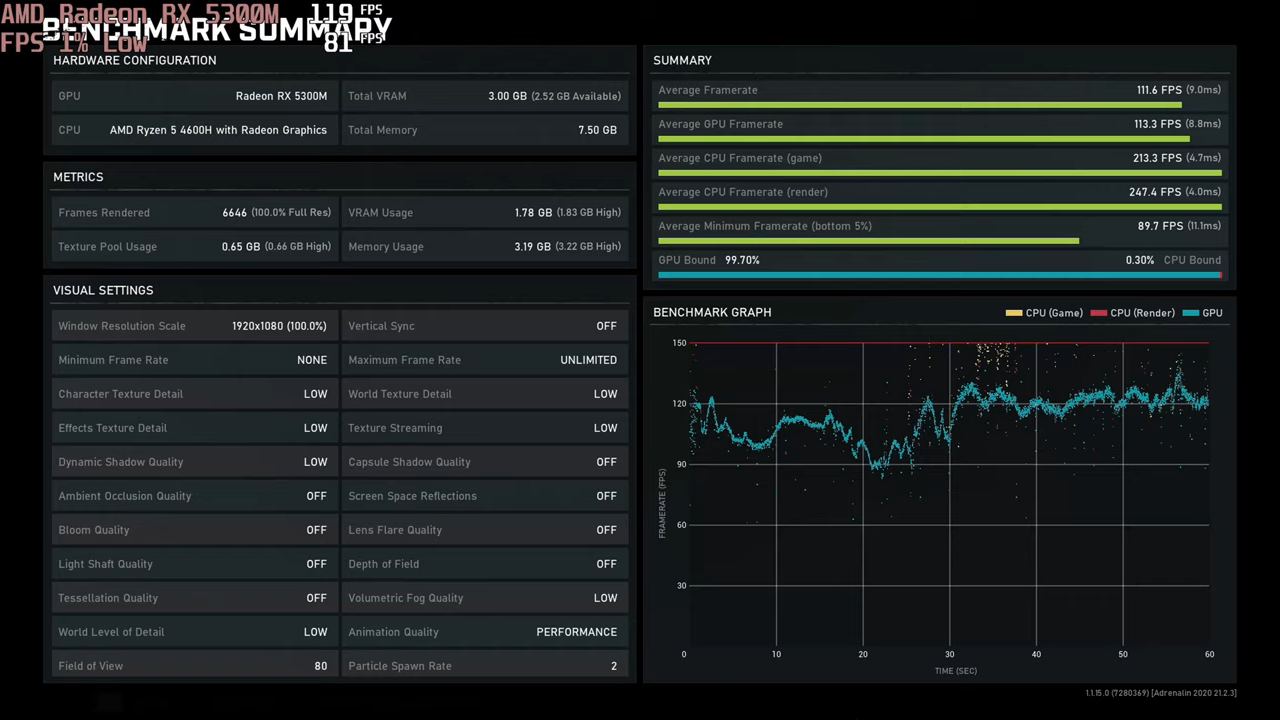 AMD Radeon RX 5300M 119 FPS
BENCHMARK SUMMARY
FPS 1% Low 81 FPS
HARDWARE CONFIGURATION
GPU Radeon RX 5300M Total VRAM 3.00 GB (2.52 GB Available)
CPU AMD Ryzen 5 4600H with Radeon Graphics Total Memory 7.50 GB
METRICS
Frames Rendered 6646 (100.0% Full Res) VRAM Usage 1.78 GB (1.83 GB High)
Texture Pool Usage 0.65 GB (0.66 GB High) Memory Usage 3.19 GB (3.22 GB High)
VISUAL SETTINGS
Window Resolution Scale 1920x1080 (100.0%) Vertical Sync OFF
Minimum Frame Rate NONE Maximum Frame Rate UNLIMITED
Character Texture Detail LOW World Texture Detail LOW
Effects Texture Detail LOW Texture Streaming LOW
Dynamic Shadow Quality LOW Capsule Shadow Quality OFF
Ambient Occlusion Quality OFF Screen Space Reflections OFF
Bloom Quality OFF Lens Flare Quality OFF
Light Shaft Quality OFF Depth of Field OFF
Tessellation Quality OFF Volumetric Fog Quality LOW
World Level of Detail LOW Animation Quality PERFORMANCE
Field of View 80 Particle Spawn Rate 2
SUMMARY
Average Framerate 111.6 FPS (9.0ms)
Average GPU Framerate 113.3 FPS (8.8ms)
Average CPU Framerate (game) 213.3 FPS (4.7ms)
Average CPU Framerate (render) 247.4 FPS (4.0ms)
Average Minimum Framerate (bottom 5%) 89.7 FPS (11.1ms)
GPU Bound 99.70% 0.30% CPU Bound
BENCHMARK GRAPH CPU (Game) CPU (Render) GPU
150
120
90
60
30
FRAMERATE (FPS)
0 10 20 30 40 50 60
TIME (SEC)
1.1.15.0 (7280369) [Adrenalin 2020 21.2.3]